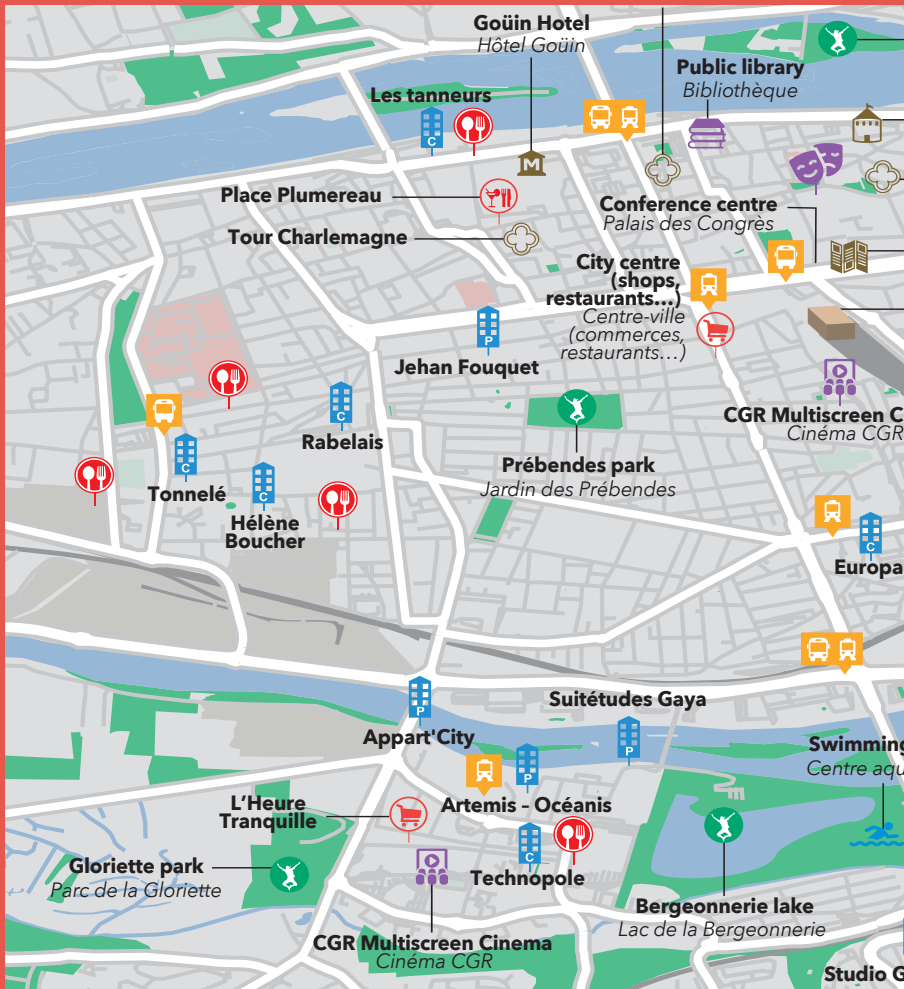 Goüin Hotel
Hôtel Goüin
Public library
Bibliothèque
Les tanneurs
C
M
Place Plumereau
Conference centre
Palais des Congrès
Tour Charlemagne
City centre
(shops,
restaurants...)
Centre-ville
(commerces,
restaurants...)
P
Jehan Fouquet
C
Rabelais
CGR Multiscreen C
Cinéma CGR
Prébendes park
Jardin des Prébendes
C
Tonnelé
C
Hélène
Boucher
C
Europa
Suitétudes Gaya
P
P
Appart'City
Swimming
Centre aqu
P
Artemis – Océanis
L'Heure
Tranquille
C
Technopole
Gloriette park
Parc de la Gloriette
Bergeonnerie lake
Lac de la Bergeonnerie
CGR Multiscreen Cinema
Cinéma CGR
Studio G